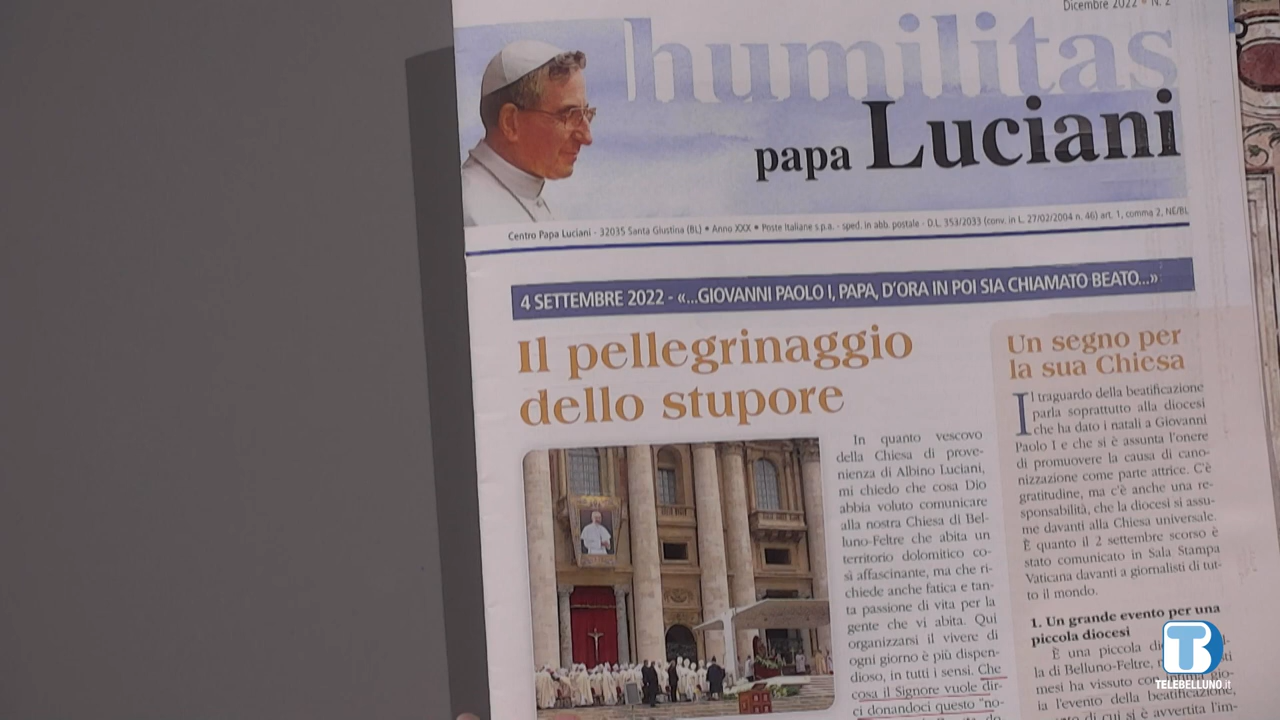 Dicembre 2022 • N. 2
humilitas
papa Luciani
Centro Papa Luciani - 32035 Santa Giustina (BL) • Anno XXX • Poste Italiane s.p.a. - sped. in abb. postale - D.L. 353/2033 (conv. in L. 27/02/2004 n. 46) art. 1, comma 2, NE/BL
4 SETTEMBRE 2022 - «...GIOVANNI PAOLO I, PAPA, D'ORA IN POI SIA CHIAMATO BEATO...»
Il pellegrinaggio
dello stupore
In quanto vescovo
della Chiesa di prove-
nienza di Albino Luciani,
mi chiedo che cosa Dio
abbia voluto comunicare
alla nostra Chiesa di Bel-
luno-Feltre che abita un
territorio dolomitico co-
sì affascinante, ma che ri-
chiede anche fatica e tan-
ta passione di vita per la
gente che vi abita. Qui
organizzarsi il vivere di
ogni giorno è più dispen-
dioso, in tutti i sensi. Che
cosa il Signore vuole dir-
ci donandoci questo "no-
Un segno per
la sua Chiesa
Il traguardo della beatificazione
parla soprattutto alla diocesi
che ha dato i natali a Giovanni
Paolo I e che si è assunta l'onere
di promuovere la causa di cano-
nizzazione come parte attrice. C'è
gratitudine, ma c'è anche una re-
sponsabilità, che la diocesi si assu-
me davanti alla Chiesa universale.
È quanto il 2 settembre scorso è
stato comunicato in Sala Stampa
Vaticana davanti a giornalisti di tut-
to il mondo.
1. Un grande evento per una
piccola diocesi
È una piccola
la di Belluno-Feltre,
mesi ha vissuto con
l'evento della beatificazione,
di cui si è avvertita l'im-
TELEBELLUNO.it